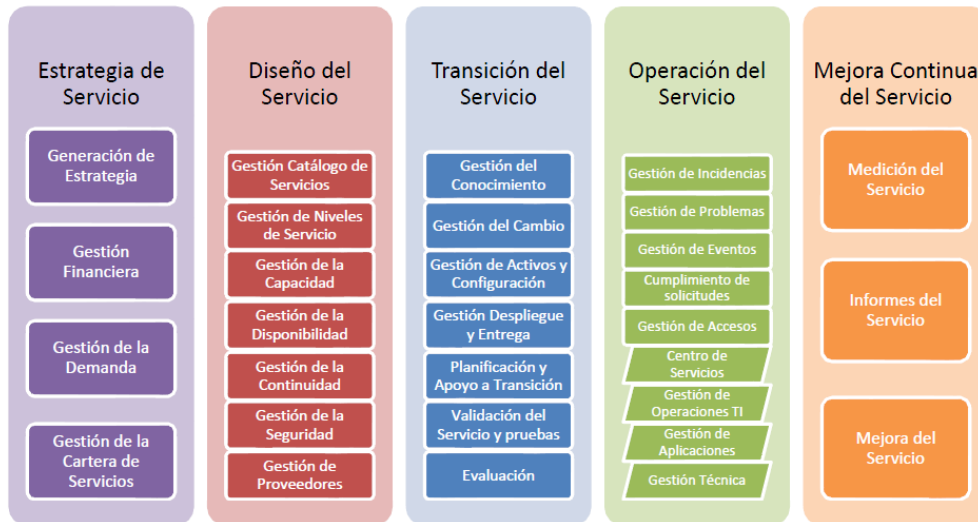 Estrategia de
Servicio
Generación de
Estrategia
Gestión
Financiera
Gestión de la
Demanda
Gestión de la
Cartera de
Servicios
Diseño del
Servicio
Gestión Catálogo de
Servicios
Gestión de Niveles
de Servicio
Gestión de la
Capacidad
Gestión de la
Disponibilidad
Gestión de la
Continuidad
Gestión de la
Seguridad
Gestión de
Proveedores
Transición del
Servicio
Gestión del
Conocimiento
Gestión del Cambio
Gestión de Activos y
Configuración
Gestión Despliegue
y Entrega
Planificación y
Apoyo a Transición
Validación del
Servicio y pruebas
Evaluación
Operación del
Servicio
Gestión de Incidencias
Gestión de Problemas
Gestión de Eventos
Cumplimiento de
solicitudes
Gestión de Accesos
Centro de
Servicios
Gestión de
Operaciones TI
Gestión de
Aplicaciones
Gestión Técnica
Mejora Continua
del Servicio
Medición del
Servicio
Informes del
Servicio
Mejora del
Servicio